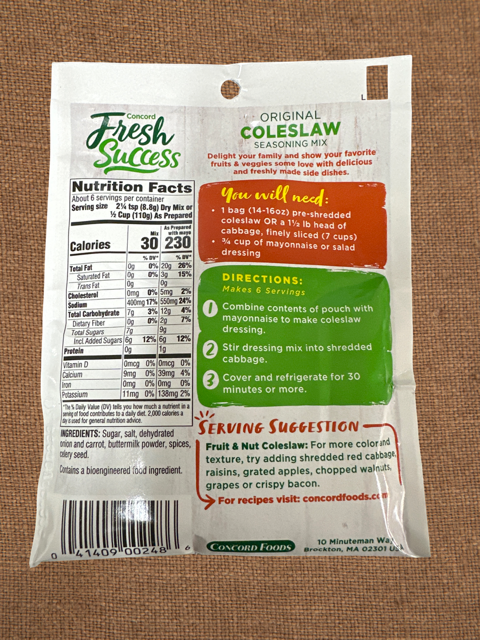 Concord
Fresh
Success
Nutrition Facts
About 6 servings per container
Serving size 2¼ tsp (8.8g) Dry Mix or
½ Cup (110g) As Prepared
Calories
Mix
30
As Prepared
with mayo
230
% DV* % DV*
Total Fat 0g 0% 20g 26%
Saturated Fat 0g 0% 3g 15%
Trans Fat 0g 0g
Cholesterol 0mg 0% 5mg 2%
Sodium 400mg 17% 550mg 24%
Total Carbohydrate 7g 3% 12g 4%
Dietary Fiber 0g 0% 2g 7%
Total Sugars 7g 9g
Incl. Added Sugars 6g 12% 6g 12%
Protein 0g 1g
Vitamin D 0mcg 0% 0mcg 0%
Calcium 9mg 0% 39mg 4%
Iron 0mg 0% 0mg 0%
Potassium 11mg 0% 138mg 2%
*The % Daily Value (DV) tells you how much a nutrient in a
serving of food contributes to a daily diet. 2,000 calories a
day is used for general nutrition advice.
INGREDIENTS: Sugar, salt, dehydrated
onion and carrot, buttermilk powder, spices,
celery seed.
Contains a bioengineered food ingredient.
0 41409 00248 6
L
ORIGINAL
COLESLAW
SEASONING MIX
Delight your family and show your favorite
fruits & veggies some love with delicious
and freshly made side dishes.
You will need:
• 1 bag (14-16oz) pre-shredded
coleslaw OR a 1½ lb head of
cabbage, finely sliced (7 cups)
• ¾ cup of mayonnaise or salad
dressing
DIRECTIONS:
Makes 6 Servings
1 Combine contents of pouch with
mayonnaise to make coleslaw
dressing.
2 Stir dressing mix into shredded
cabbage.
3 Cover and refrigerate for 30
minutes or more.
SERVING SUGGESTION
Fruit & Nut Coleslaw: For more color and
texture, try adding shredded red cabbage,
raisins, grated apples, chopped walnuts,
grapes or crispy bacon.
For recipes visit: concordfoods.com
CONCORD FOODS
10 Minuteman Way
Brockton, MA 02301 USA